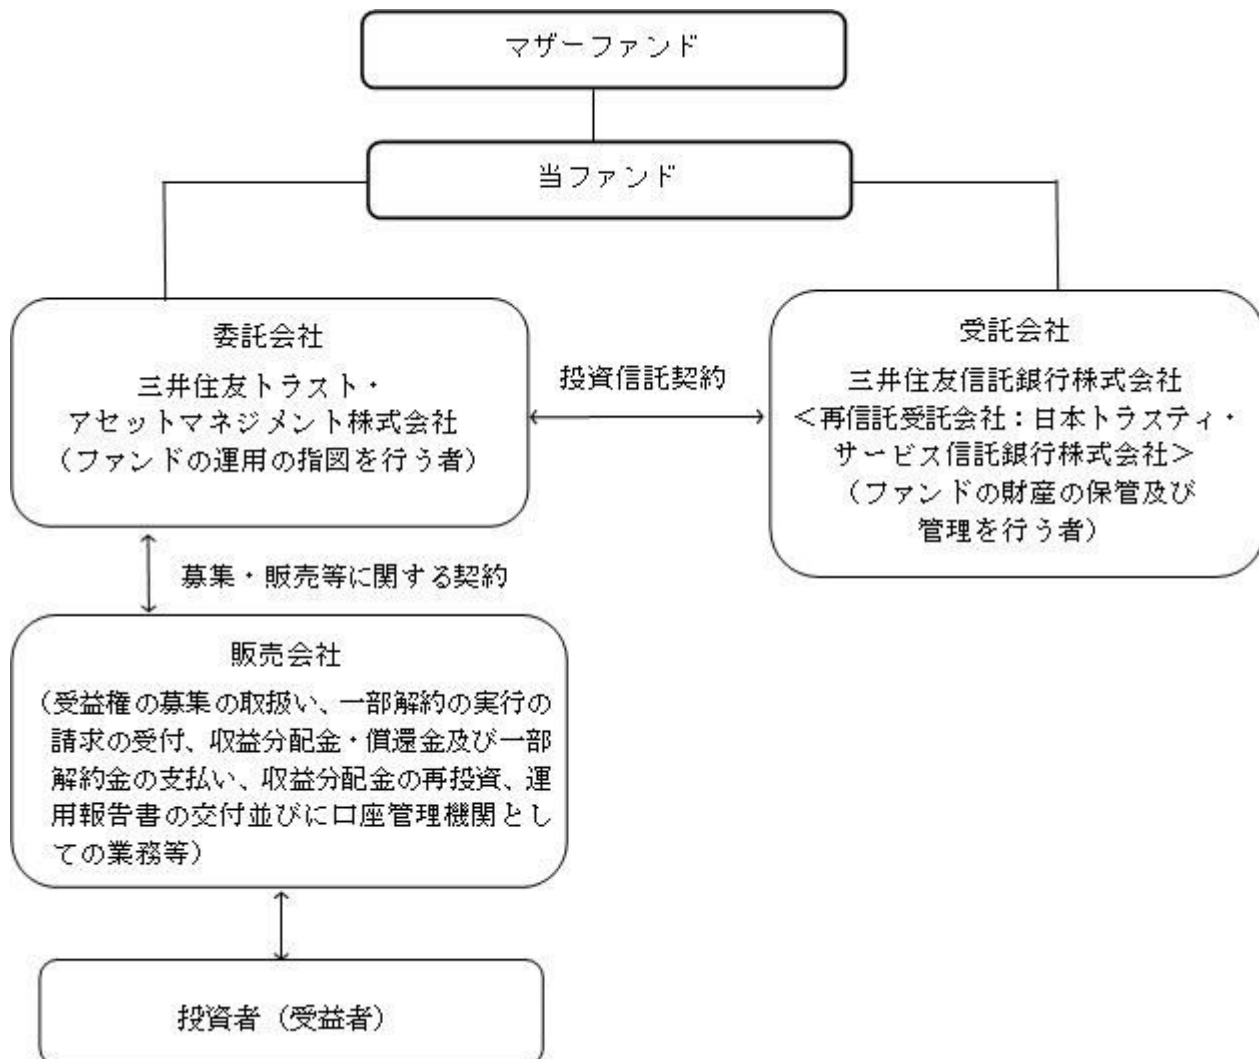 マザーファンド
当ファンド
委託会社
三井住友トラスト・
アセットマネジメント株式会社
（ファンドの運用の指図を行う者）
投資信託契約
受託会社
三井住友信託銀行株式会社
＜再信託受託会社：日本トラスティ・
サービス信託銀行株式会社＞
（ファンドの財産の保管及び
管理を行う者）
募集・販売等に関する契約
販売会社
（受益権の募集の取扱い、一部解約の実行の
請求の受付、収益分配金・償還金及び一部
解約金の支払い、収益分配金の再投資、運
用報告書の交付並びに口座管理機関とし
ての業務等）
投資者（受益者）